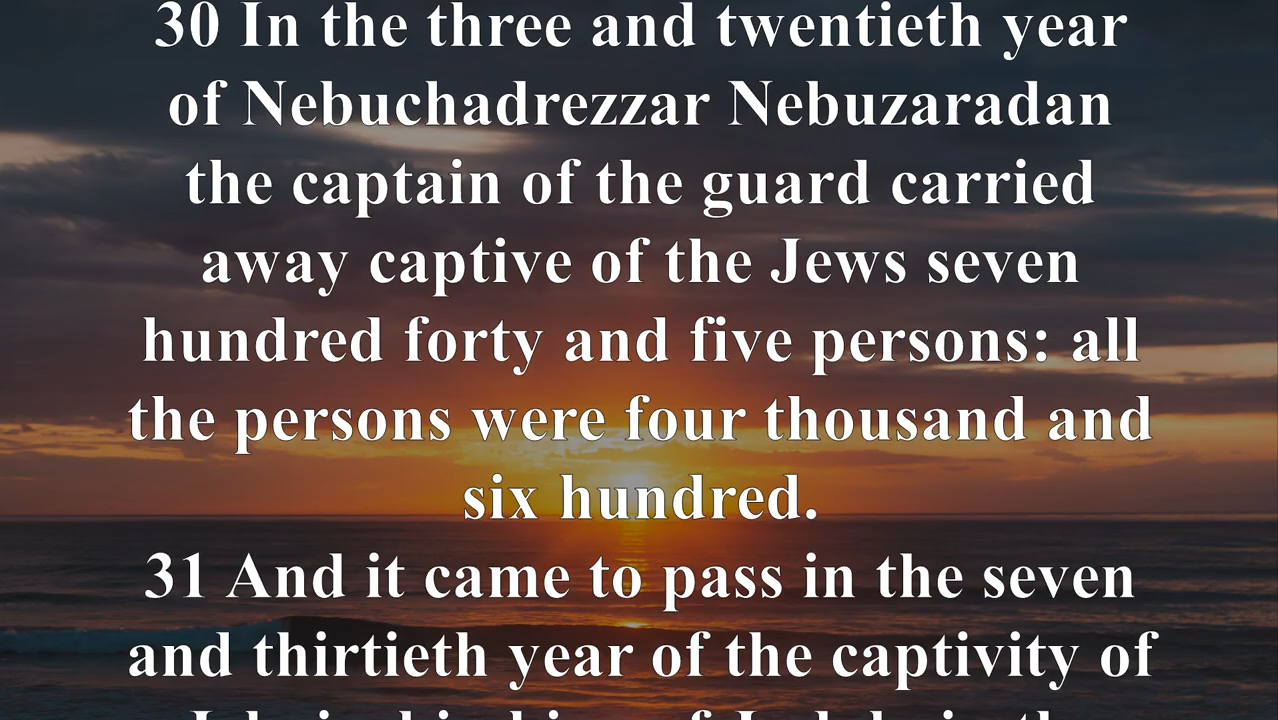 30 In the three and twentieth year
of Nebuchadrezzar Nebuzaradan
the captain of the guard carried
away captive of the Jews seven
hundred forty and five persons: all
the persons were four thousand and
six hundred.
31 And it came to pass in the seven
and thirtieth year of the captivity of